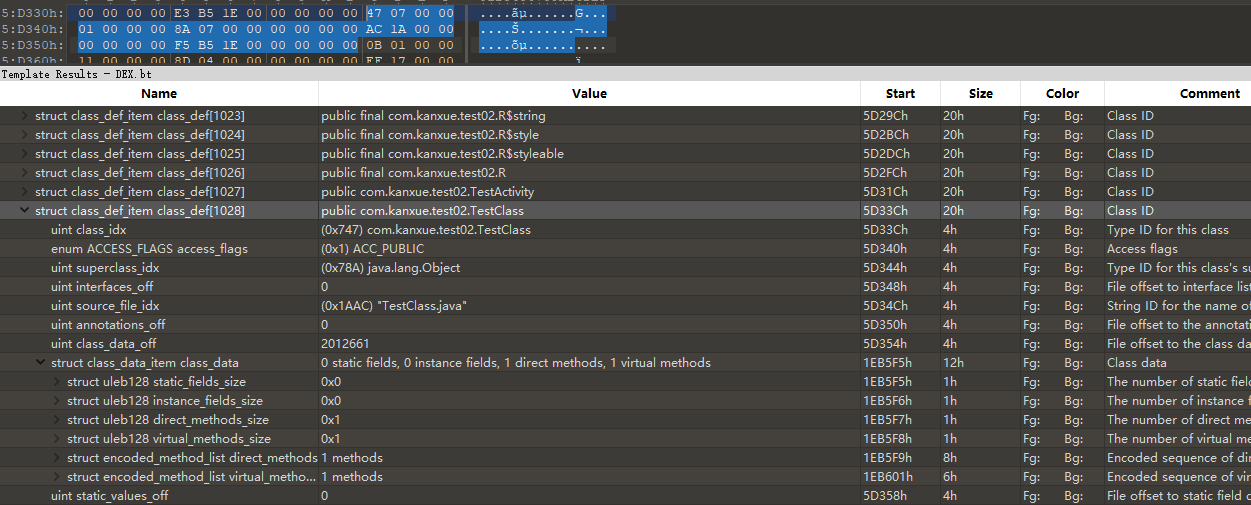 5:D330h: 00 00 00 00 E3 B5 1E 00 00 00 00 00 47 07 00 00 ....ãµ......G...
5:D340h: 01 00 00 00 8A 07 00 00 00 00 00 00 AC 1A 00 00 ....Š.......¬...
5:D350h: 00 00 00 00 F5 B5 1E 00 00 00 00 00 0B 01 00 00 ....õµ..........
5:D360h: 11 00 00 00 8D 04 00 00 00 00 00 00
Template Results - DEX.bt
Name Value Start Size Color Comment
struct class_def_item class_def[1023] public final com.kanxue.test02.R$string 5D29Ch 20h Fg: Bg: Class ID
struct class_def_item class_def[1024] public final com.kanxue.test02.R$style 5D2BCh 20h Fg: Bg: Class ID
struct class_def_item class_def[1025] public final com.kanxue.test02.R$styleable 5D2DCh 20h Fg: Bg: Class ID
struct class_def_item class_def[1026] public final com.kanxue.test02.R 5D2FCh 20h Fg: Bg: Class ID
struct class_def_item class_def[1027] public com.kanxue.test02.TestActivity 5D31Ch 20h Fg: Bg: Class ID
struct class_def_item class_def[1028] public com.kanxue.test02.TestClass 5D33Ch 20h Fg: Bg: Class ID
uint class_idx (0x747) com.kanxue.test02.TestClass 5D33Ch 4h Fg: Bg: Type ID for this class
enum ACCESS_FLAGS access_flags (0x1) ACC_PUBLIC 5D340h 4h Fg: Bg: Access flags
uint superclass_idx (0x78A) java.lang.Object 5D344h 4h Fg: Bg: Type ID for this class's su
uint interfaces_off 0 5D348h 4h Fg: Bg: File offset to interface list
uint source_file_idx (0x1AAC) "TestClass.java" 5D34Ch 4h Fg: Bg: String ID for the name of
uint annotations_off 0 5D350h 4h Fg: Bg: File offset to the annotati
uint class_data_off 2012661 5D354h 4h Fg: Bg: File offset to the class da
struct class_data_item class_data 0 static fields, 0 instance fields, 1 direct methods, 1 virtual methods 1EB5F5h 12h Fg: Bg: Class data
struct uleb128 static_fields_size 0x0 1EB5F5h 1h Fg: Bg: The number of static field
struct uleb128 instance_fields_size 0x0 1EB5F6h 1h Fg: Bg: The number of instance f
struct uleb128 direct_methods_size 0x1 1EB5F7h 1h Fg: Bg: The number of direct me
struct uleb128 virtual_methods_size 0x1 1EB5F8h 1h Fg: Bg: The number of virtual me
struct encoded_method_list direct_methods 1 methods 1EB5F9h 8h Fg: Bg: Encoded sequence of dir
struct encoded_method_list virtual_metho... 1 methods 1EB601h 6h Fg: Bg: Encoded sequence of vir
uint static_values_off 0 5D358h 4h Fg: Bg: File offset to static field d